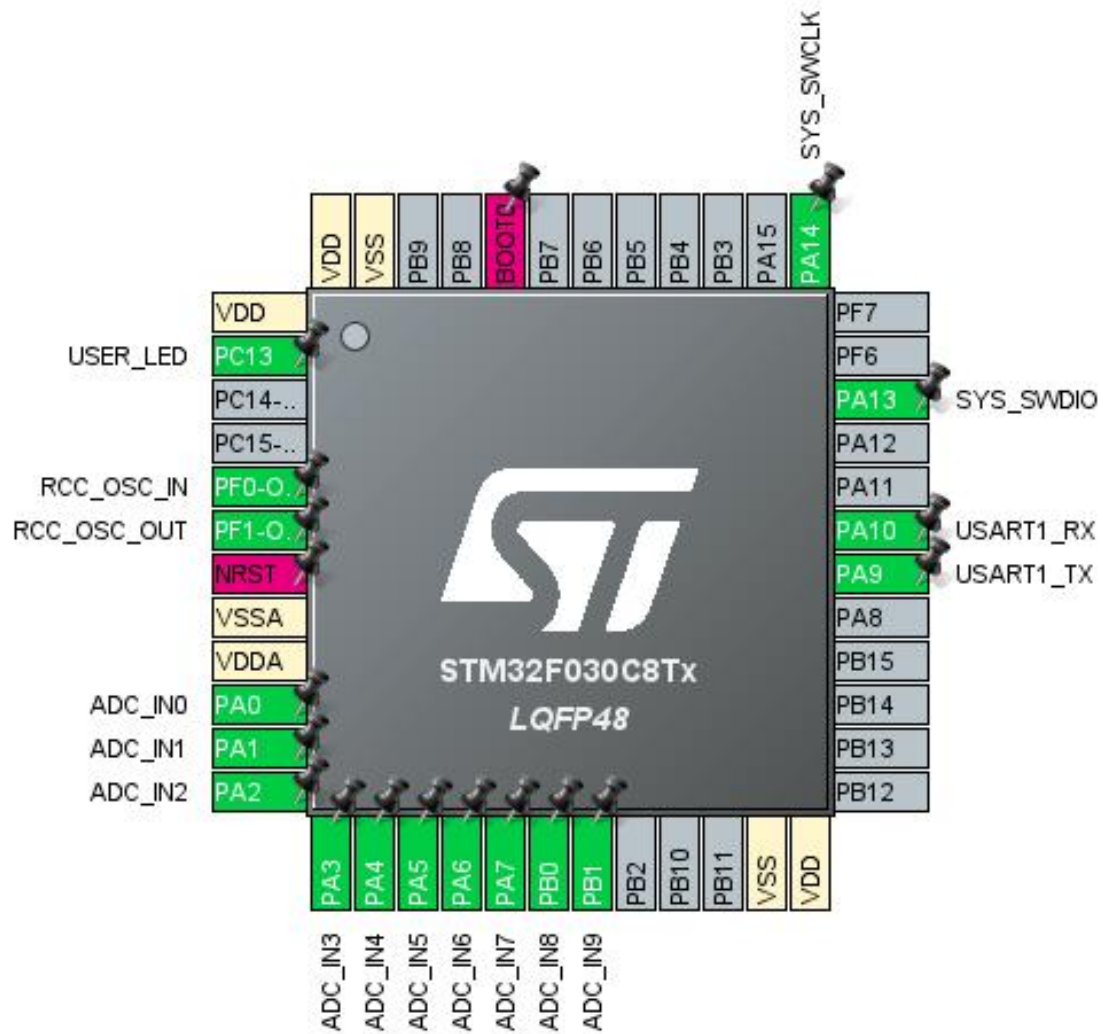 SYS_SWCLK
VDD
VSS
PB9
PB8
BOOT0
PB7
PB6
PB5
PB4
PB3
PA15
PA14
VDD
USER_LED PC13
PC14-..
PC15-..
RCC_OSC_IN PF0-O..
RCC_OSC_OUT PF1-O..
NRST
VSSA
VDDA
ADC_IN0 PA0
ADC_IN1 PA1
ADC_IN2 PA2
STM32F030C8Tx
LQFP48
PF7
PF6
PA13 SYS_SWDIO
PA12
PA11
PA10 USART1_RX
PA9 USART1_TX
PA8
PB15
PB14
PB13
PB12
PA3
PA4
PA5
PA6
PA7
PB0
PB1
PB2
PB10
PB11
VSS
VDD
ADC_IN3
ADC_IN4
ADC_IN5
ADC_IN6
ADC_IN7
ADC_IN8
ADC_IN9